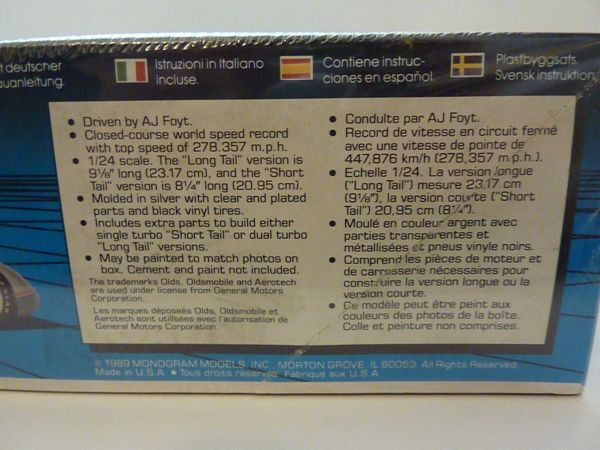 t deutscher
auanleitung.
Istruzioni in Italiano
incluse.
Contiene instruc-
ciones en español.
Plastbyggsats.
Svensk instruktion,
• Driven by AJ Foyt.
• Closed-course world speed record
with top speed of 278.357 m.p.h.
• 1/24 scale. The "Long Tail" version is
9⅛" long (23.17 cm), and the "Short
Tail" version is 8¼" long (20.95 cm).
• Molded in silver with clear and plated
parts and black vinyl tires.
• Includes extra parts to build either
single turbo "Short Tail" or dual turbo
"Long Tail" versions.
• May be painted to match photos on
box. Cement and paint not included.
The trademarks Olds, Oldsmobile and Aerotech
are used under license from General Motors
Corporation.
Les marques déposées Olds, Oldsmobile et
Aerotech sont utilisées avec l'autorisation de
General Motors Corporation.
• Conduite par AJ Foyt.
• Record de vitesse en circuit fermé
avec une vitesse de pointe de
447,876 km/h (278,357 m.p.h.).
• Echelle 1/24. La version longue
("Long Tail") mesure 23,17 cm
(9⅛"), la version courte ("Short
Tail") 20,95 cm (8¼").
• Moulé en couleur argent avec
parties transparentes et
métallisées et pneus vinyle noirs.
• Comprend les pièces de moteur et
de carrosserie nécessaires pour
construire la version longue ou la
version courte.
• Ce modèle peut être peint aux
couleurs des photos de la boîte.
Colle et peinture non comprises.
© 1989 MONOGRAM MODELS, INC., MORTON GROVE, IL 60053 All Rights Reserved.
Made in U.S.A. • Tous droits réservés. Fabriqué aux U.S.A.